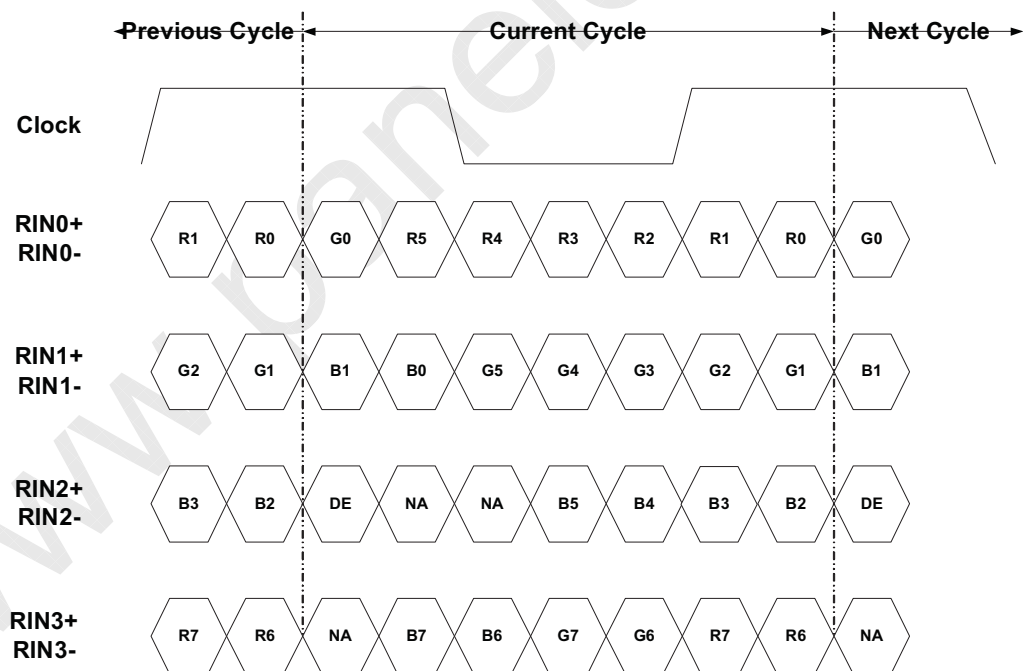 Previous Cycle Current Cycle Next Cycle
Clock
RIN0+
RIN0-
R1 R0 G0 R5 R4 R3 R2 R1 R0 G0
RIN1+
RIN1-
G2 G1 B1 B0 G5 G4 G3 G2 G1 B1
RIN2+
RIN2-
B3 B2 DE NA NA B5 B4 B3 B2 DE
RIN3+
RIN3-
R7 R6 NA B7 B6 G7 G6 R7 R6 NA